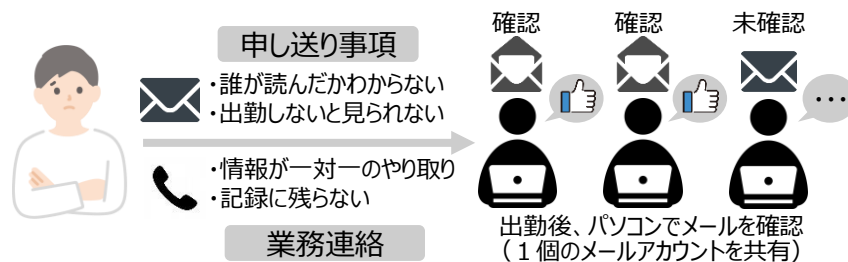 申し送り事項
・誰が読んだかわからない
・出勤しないと見られない
・情報が一対一のやり取り
・記録に残らない
業務連絡
確認
確認
未確認
…
出勤後、パソコンでメールを確認
（１個のメールアカウントを共有）